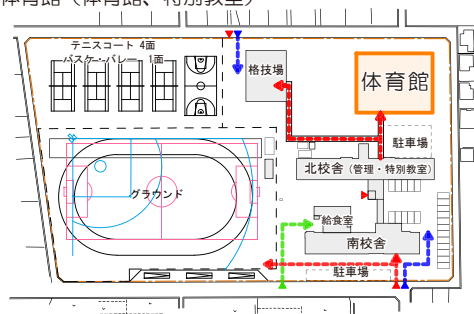 体育館（体育館、特別教室）
テニスコート 4面
バスケ・バレー 1面
格技場
体育館
駐車場
北校舎（管理・特別教室）
グラウンド
給食室
南校舎
駐車場